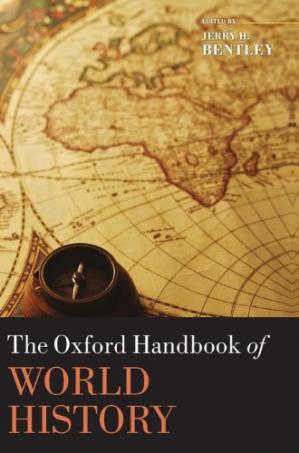 EDITED BY
JERRY H.
BENTLEY
The Oxford Handbook of
WORLD
HISTORY